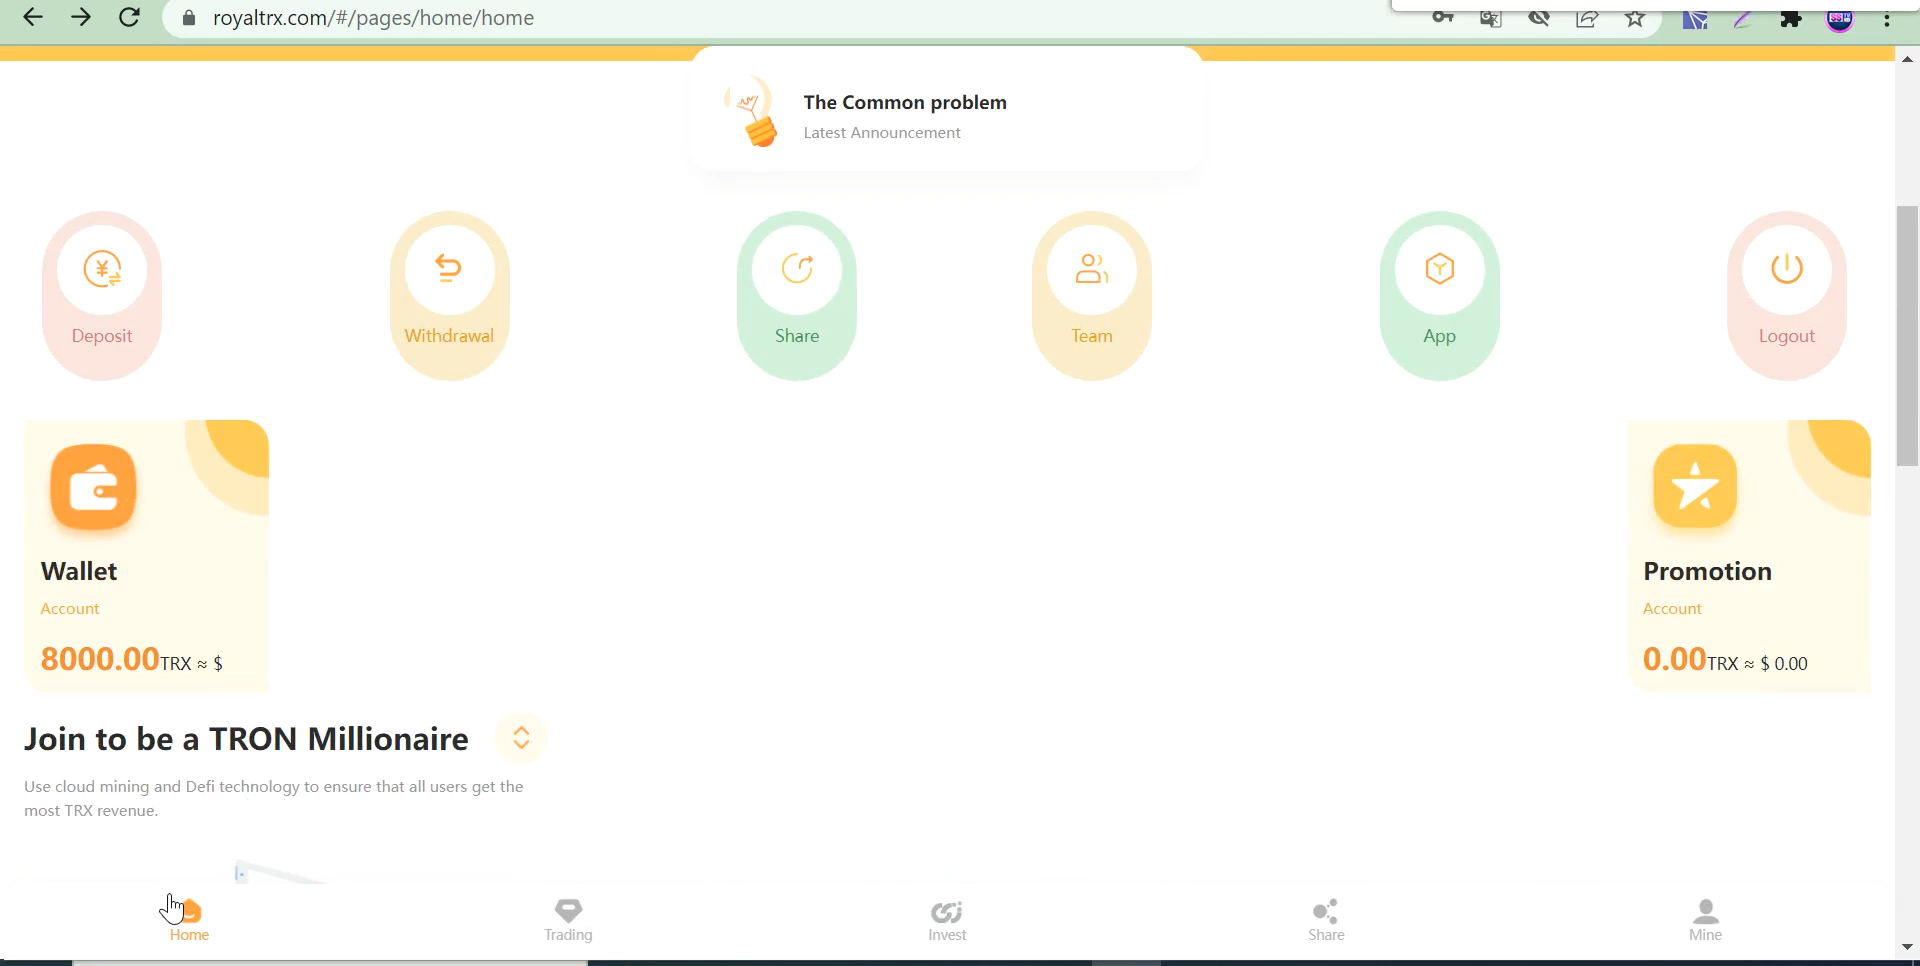 royaltrx.com/#/pages/home/home
The Common problem
Latest Announcement
Deposit
Withdrawal
Share
Team
App
Logout
Wallet
Account
8000.00TRX ≈ $
Promotion
Account
0.00TRX ≈ $ 0.00
Join to be a TRON Millionaire
Use cloud mining and Defi technology to ensure that all users get the
most TRX revenue.
Home
Trading
Invest
Share
Mine